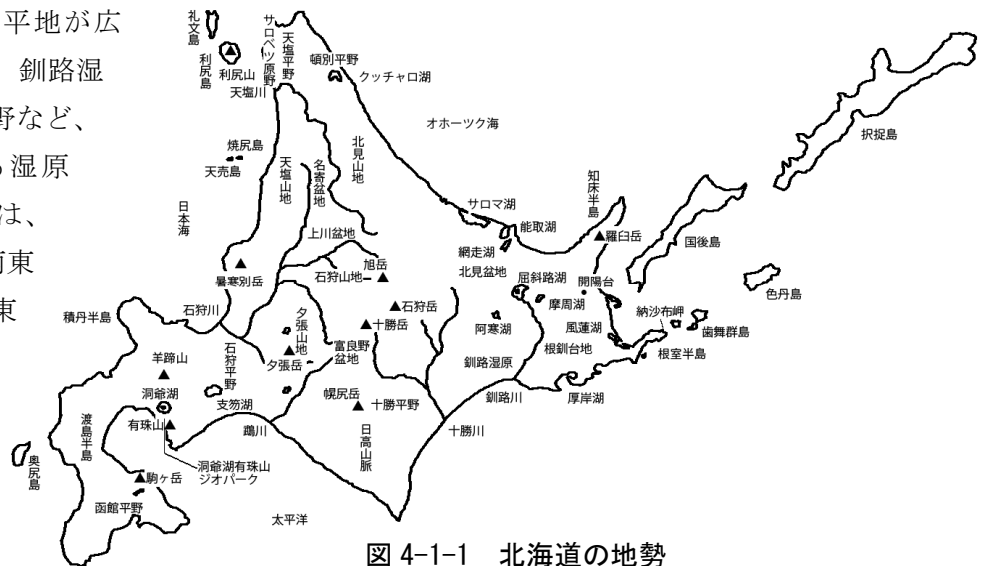 平地が広
釧路湿
野など、
る湿原
は、
南東
東
礼文島
利尻島
利尻山
サロベツ原野
天塩平野
天塩川
頓別平野
クッチャロ湖
オホーツク海
択捉島
焼尻島
天売島
日本海
天塩山地
名寄盆地
北見山地
知床半島
サロマ湖
能取湖
羅臼岳
国後島
上川盆地
網走湖
北見盆地
旭岳
石狩山地
屈斜路湖
開陽台
色丹島
暑寒別岳
石狩岳
摩周湖
納沙布岬
積丹半島
石狩川
夕張山地
十勝岳
阿寒湖
風蓮湖
歯舞群島
羊蹄山
石狩平野
夕張岳
富良野
盆地
釧路湿原
根釧台地
根室半島
洞爺湖
支笏湖
幌尻岳
十勝平野
釧路川
厚岸湖
渡島半島
有珠山
鵡川
日高山脈
十勝川
奥尻島
洞爺湖有珠山
ジオパーク
駒ヶ岳
函館平野
太平洋
図 4-1-1 北海道の地勢